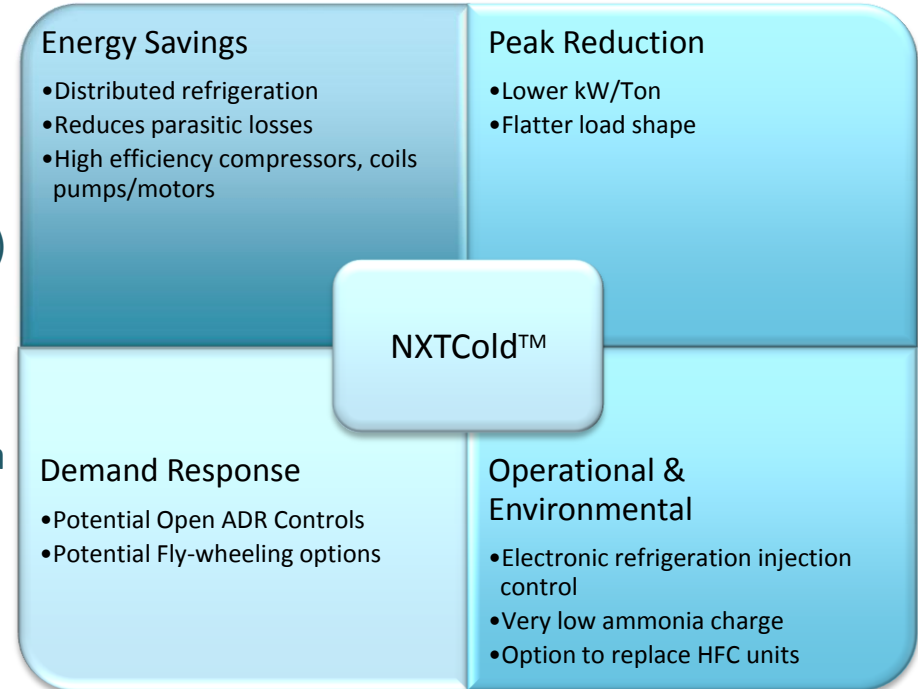 Energy Savings
•Distributed refrigeration
•Reduces parasitic losses
•High efficiency compressors, coils
pumps/motors
Peak Reduction
•Lower kW/Ton
•Flatter load shape
NXTCold™
Demand Response
•Potential Open ADR Controls
•Potential Fly-wheeling options
Operational &
Environmental
•Electronic refrigeration injection
control
•Very low ammonia charge
•Option to replace HFC units